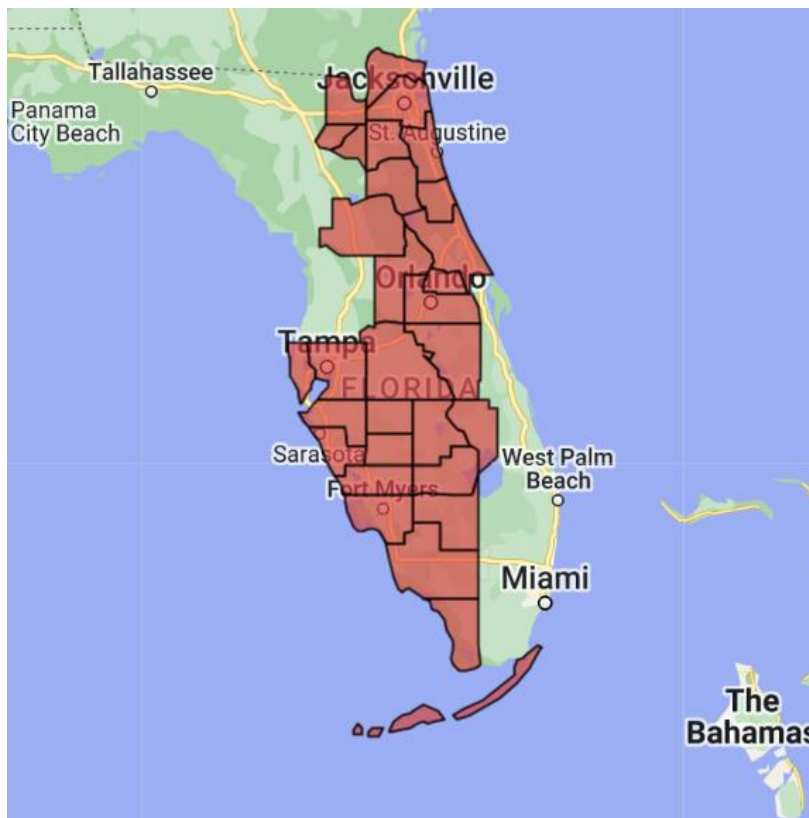 Tallahassee
Jacksonville
Panama
City Beach
St. Augustine
Orlando
Tampa
FLORIDA
Sarasota
West Palm
Beach
Fort Myers
Miami
The
Bahamas